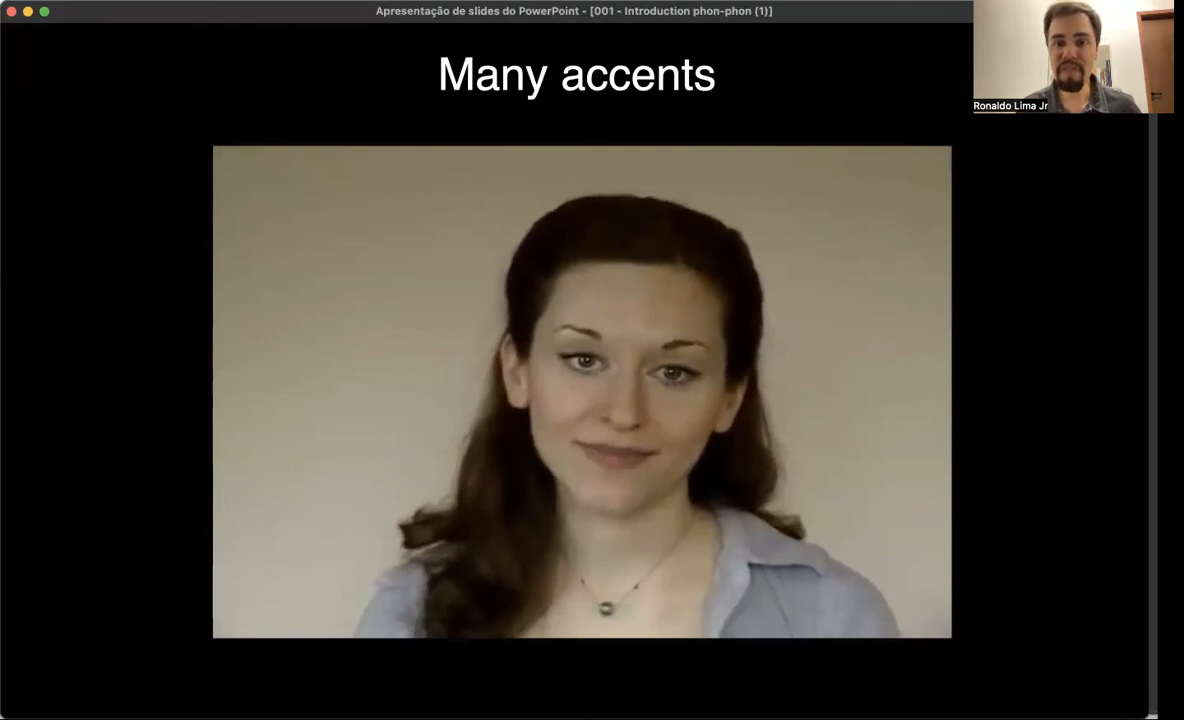 Apresentação de slides do PowerPoint - [001 - Introduction phon-phon (1)]
Many accents
Ronaldo Lima Jr